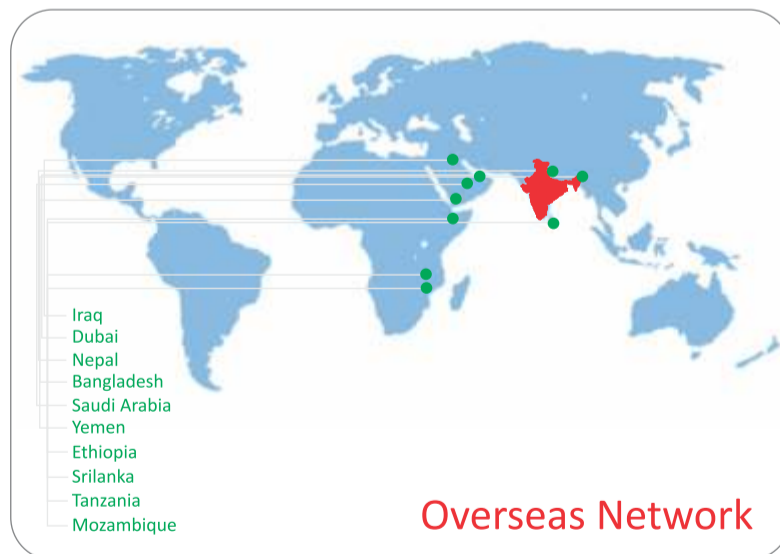 Iraq
Dubai
Nepal
Bangladesh
Saudi Arabia
Yemen
Ethiopia
Srilanka
Tanzania
Mozambique
Overseas Network